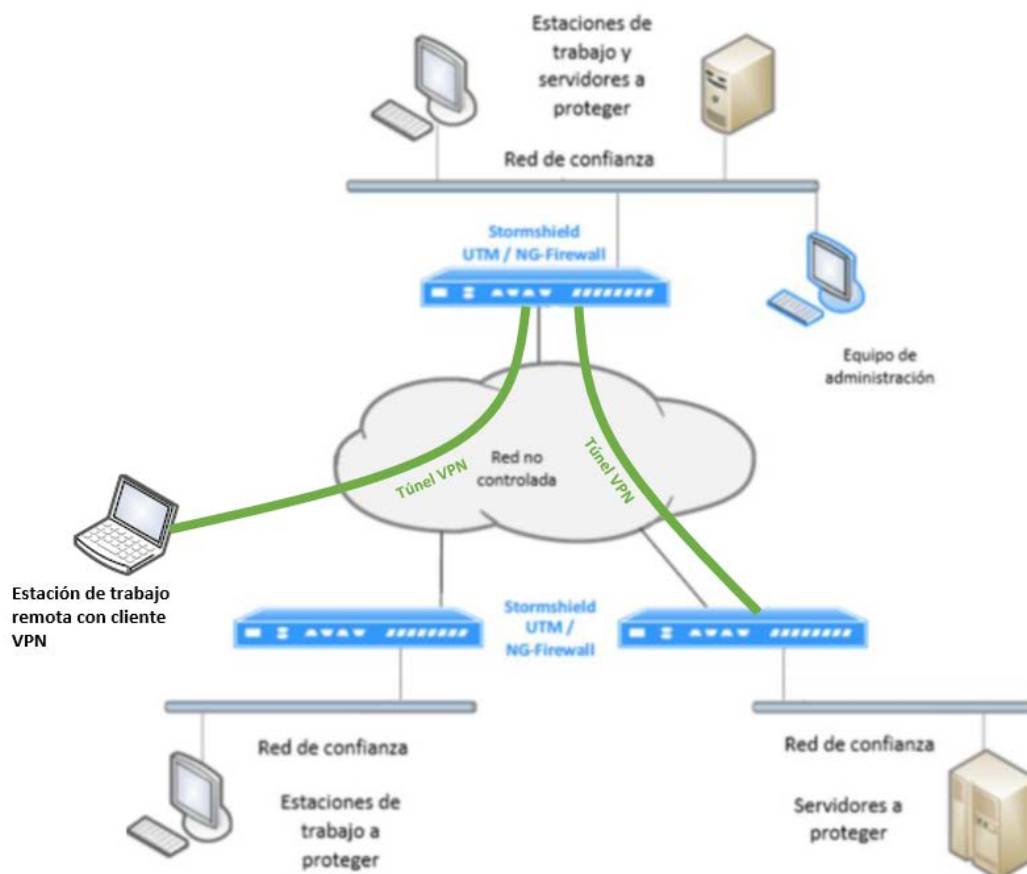 Estaciones de
trabajo y
servidores a
proteger
Red de confianza
Stormshield
UTM / NG-Firewall
Equipo de
administración
Red no
controlada
Túnel VPN
Túnel VPN
Estación de trabajo
remota con cliente
VPN
Stormshield
UTM /
NG-Firewall
Red de confianza
Estaciones de
trabajo a
proteger
Red de confianza
Servidores a
proteger